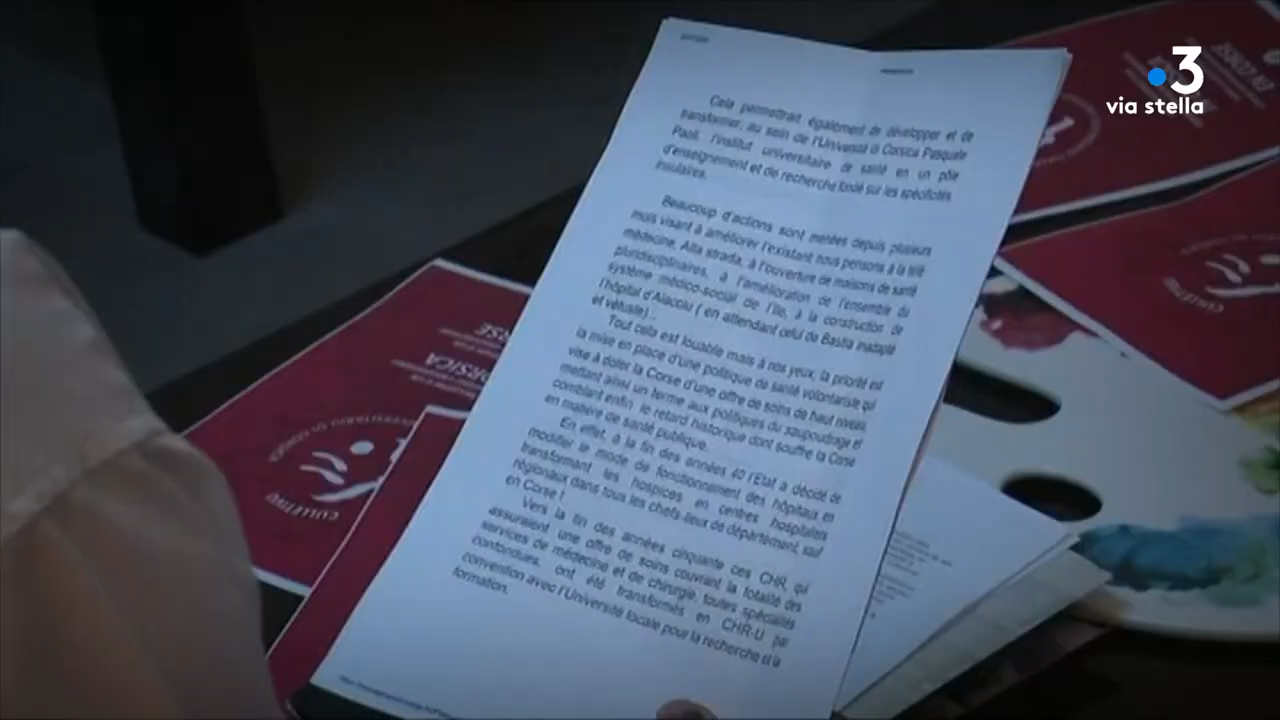 3
via stella
Cela permettrait également de développer et de
transformer, au sein de l'Université di Corsica Pasquale
Paoli, l'institut universitaire de santé en un pôle
d'enseignement et de recherche fondé sur les spécificités
insulaires.
Beaucoup d'actions sont menées depuis plusieurs
mois visant à améliorer l'existant nous pensons à la télé
médecine, Alta strada, à l'ouverture de maisons de santé
pluridisciplinaires, à l'amélioration de l'ensemble du
système médico-social de l'île, à la construction de
l'hôpital d'Aiacciu ( en attendant celui de Bastia inadapté
et vétuste)...
Tout cela est louable mais à nos yeux, la priorité est
la mise en place d'une politique de santé volontariste qui
vise à doter la Corse d'une offre de soins de haut niveau,
mettant ainsi un terme aux politiques du saupoudrage et
comblant enfin le retard historique dont souffre la Corse
en matière de santé publique.
En effet, à la fin des années 40 l'Etat a décidé de
modifier le mode de fonctionnement des hôpitaux en
transformant les hospices en centres hospitaliers
régionaux dans tous les chefs-lieux de département, sauf
en Corse !
Vers la fin des années cinquante ces CHR, qui
assuraient une offre de soins couvrant la totalité des
services de médecine et de chirurgie, toutes spécialités
confondues, ont été transformés en CHR-U par
convention avec l'Université locale pour la recherche et la
formation.
CULLETTIVU
CORSICA
CORSE
CULLETTIVU
EN CORSE